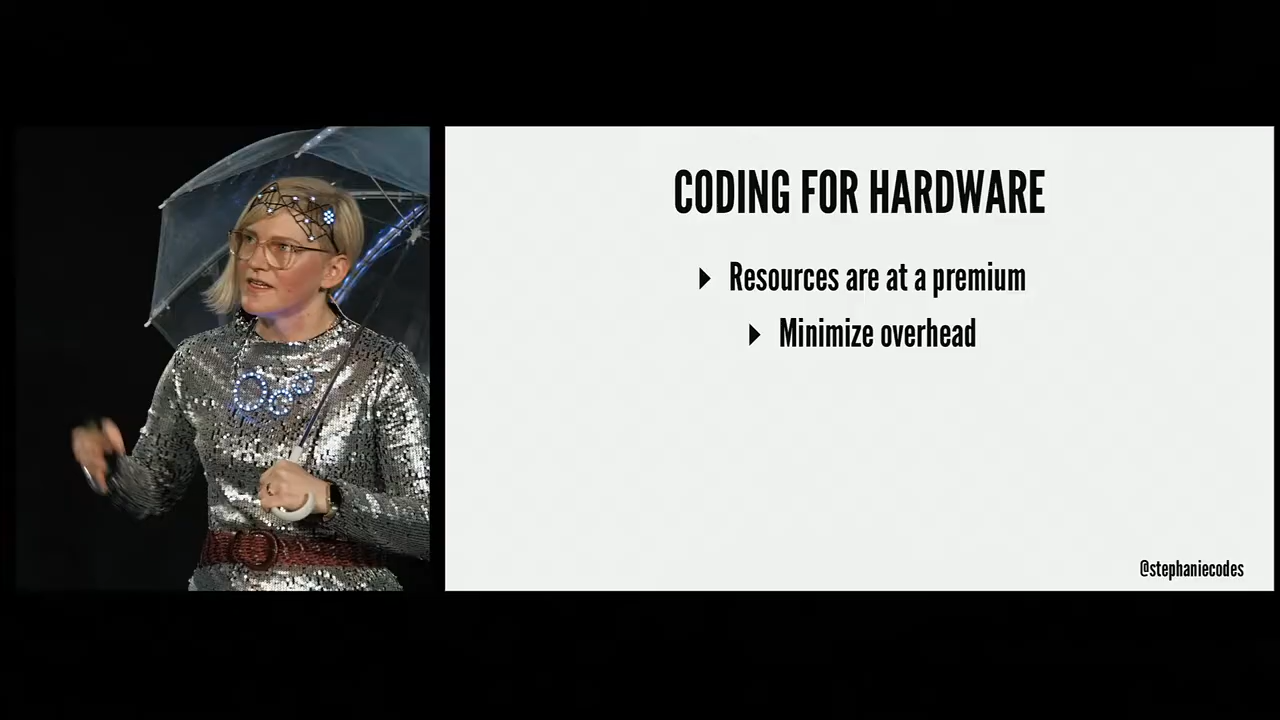 CODING FOR HARDWARE
Resources are at a premium
Minimize overhead
@stephaniecodes